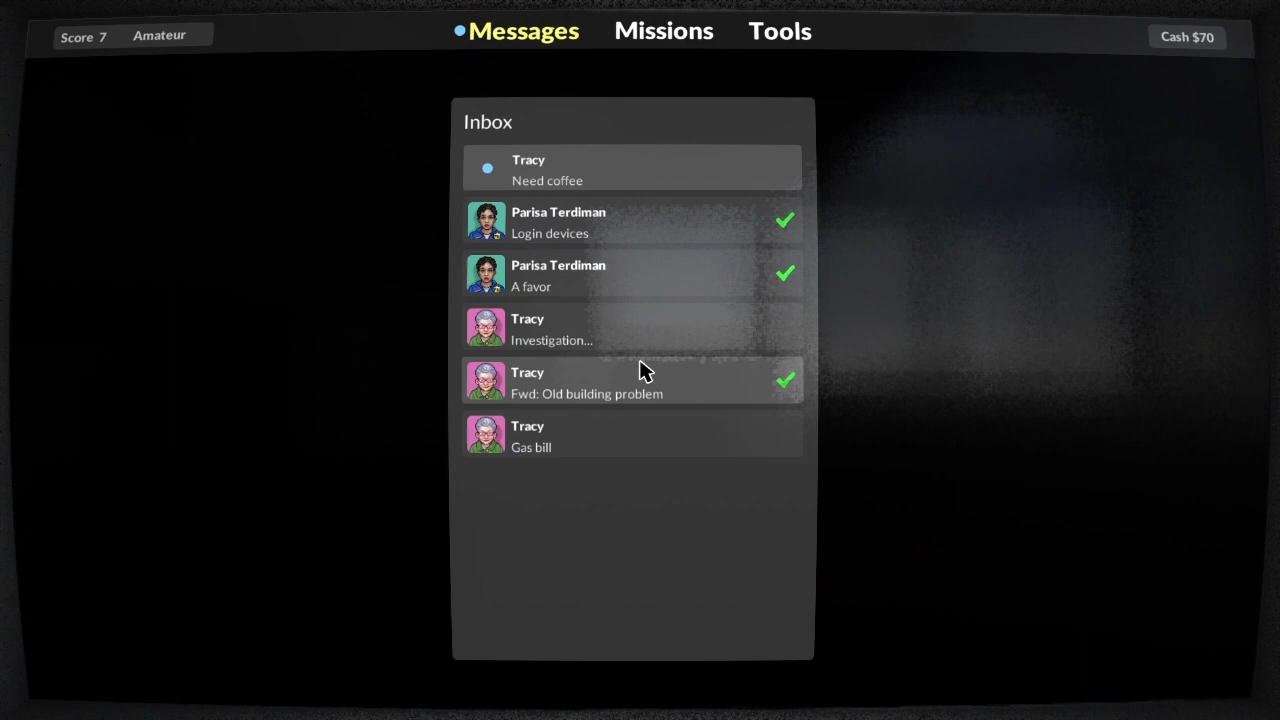 Score 7 Amateur
Messages Missions Tools
Cash $70
Inbox
Tracy
Need coffee
Parisa Terdiman
Login devices
Parisa Terdiman
A favor
Tracy
Investigation...
Tracy
Fwd: Old building problem
Tracy
Gas bill